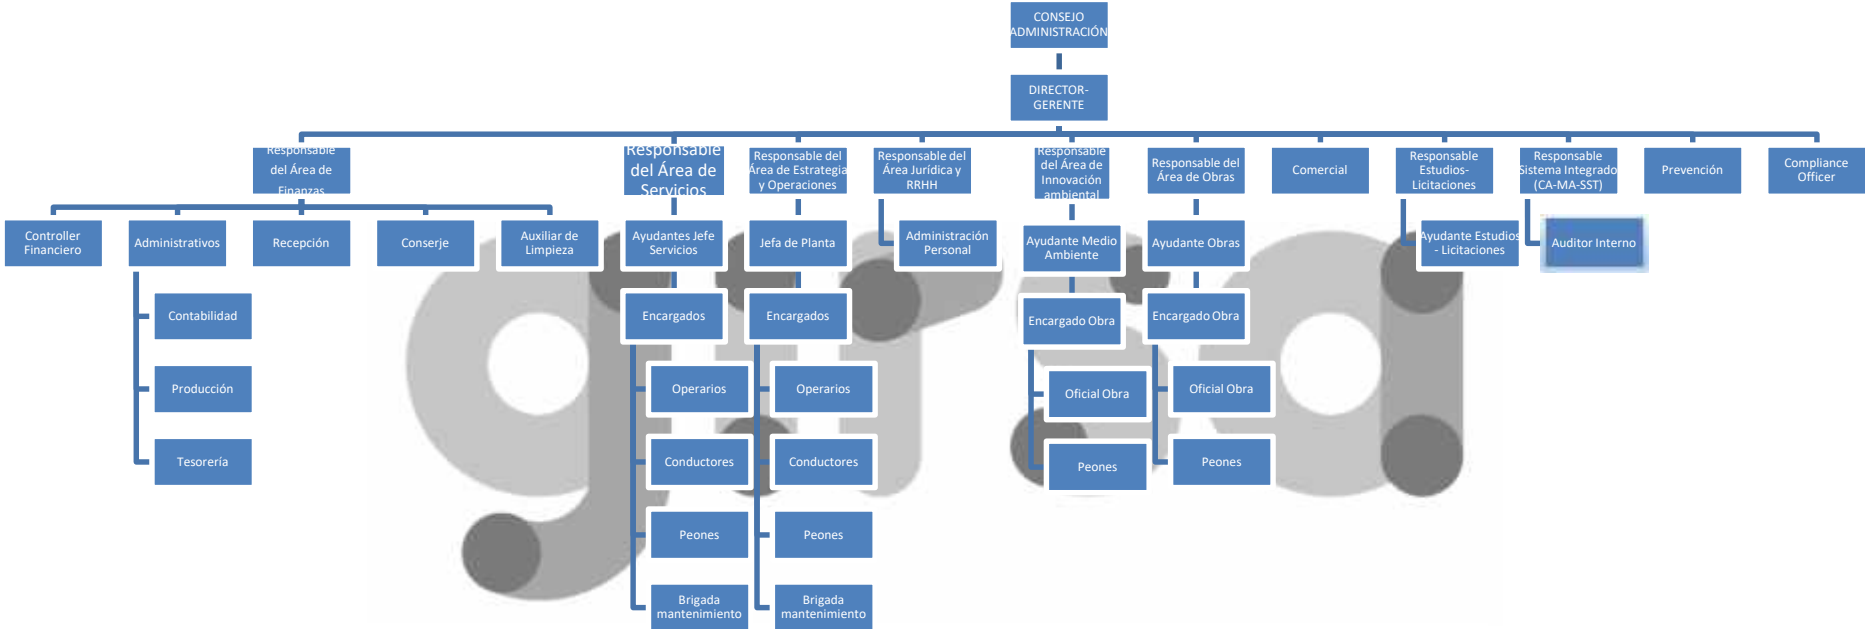 CONSEJO
ADMINISTRACIÓN
DIRECTOR-
GERENTE
Responsable
del Área de
Finanzas
Responsable
del Área de
Servicios
Responsable del
Área de Estrategia
y Operaciones
Responsable del
Área Jurídica y
RRHH
Responsable
del Área de
Innovación
ambiental
Responsable del
Área de Obras
Comercial
Responsable
Estudios-
Licitaciones
Responsable
Sistema Integrado
(CA-MA-SST)
Prevención
Compliance
Officer
Controller
Financiero
Administrativos
Recepción
Conserje
Auxiliar de
Limpieza
Ayudantes Jefe
Servicios
Jefa de Planta
Administración
Personal
Ayudante Medio
Ambiente
Ayudante Obras
Ayudante Estudios
- Licitaciones
Auditor Interno
Contabilidad
Encargados
Encargados
Encargado Obra
Encargado Obra
Producción
Operarios
Operarios
Oficial Obra
Oficial Obra
Tesorería
Conductores
Conductores
Peones
Peones
Peones
Peones
Brigada
mantenimiento
Brigada
mantenimiento
girsa